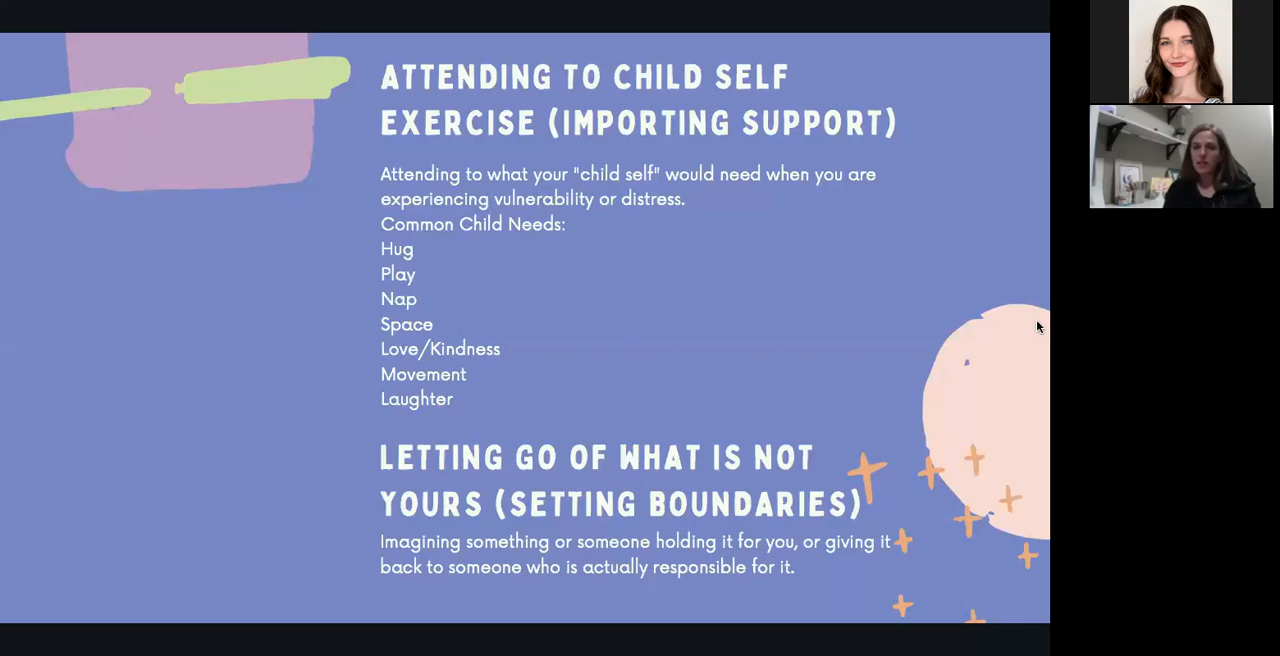 ATTENDING TO CHILD SELF
EXERCISE (IMPORTING SUPPORT)
Attending to what your "child self" would need when you are
experiencing vulnerability or distress.
Common Child Needs:
Hug
Play
Nap
Space
Love/Kindness
Movement
Laughter
LETTING GO OF WHAT IS NOT
YOURS (SETTING BOUNDARIES)
Imagining something or someone holding it for you, or giving it
back to someone who is actually responsible for it.